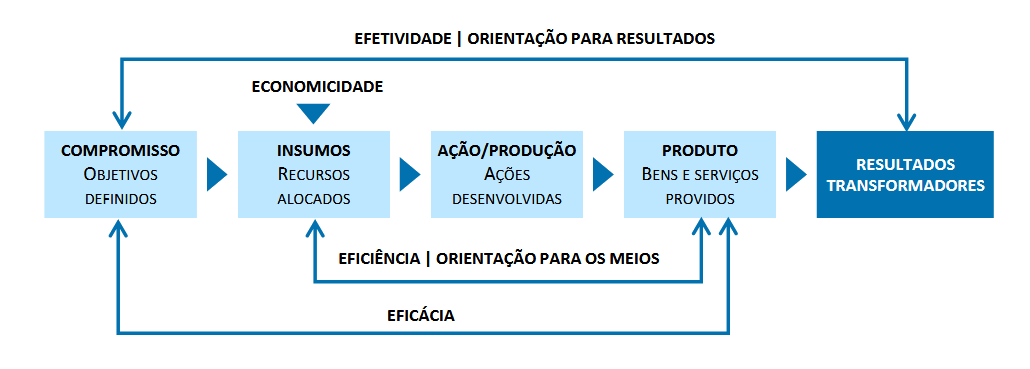 EFETIVIDADE | ORIENTAÇÃO PARA RESULTADOS
ECONOMICIDADE
COMPROMISSO
OBJETIVOS
DEFINIDOS
INSUMOS
RECURSOS
ALOCADOS
AÇÃO/PRODUÇÃO
AÇÕES
DESENVOLVIDAS
PRODUTO
BENS E SERVIÇOS
PROVIDOS
RESULTADOS
TRANSFORMADORES
EFICIÊNCIA | ORIENTAÇÃO PARA OS MEIOS
EFICÁCIA